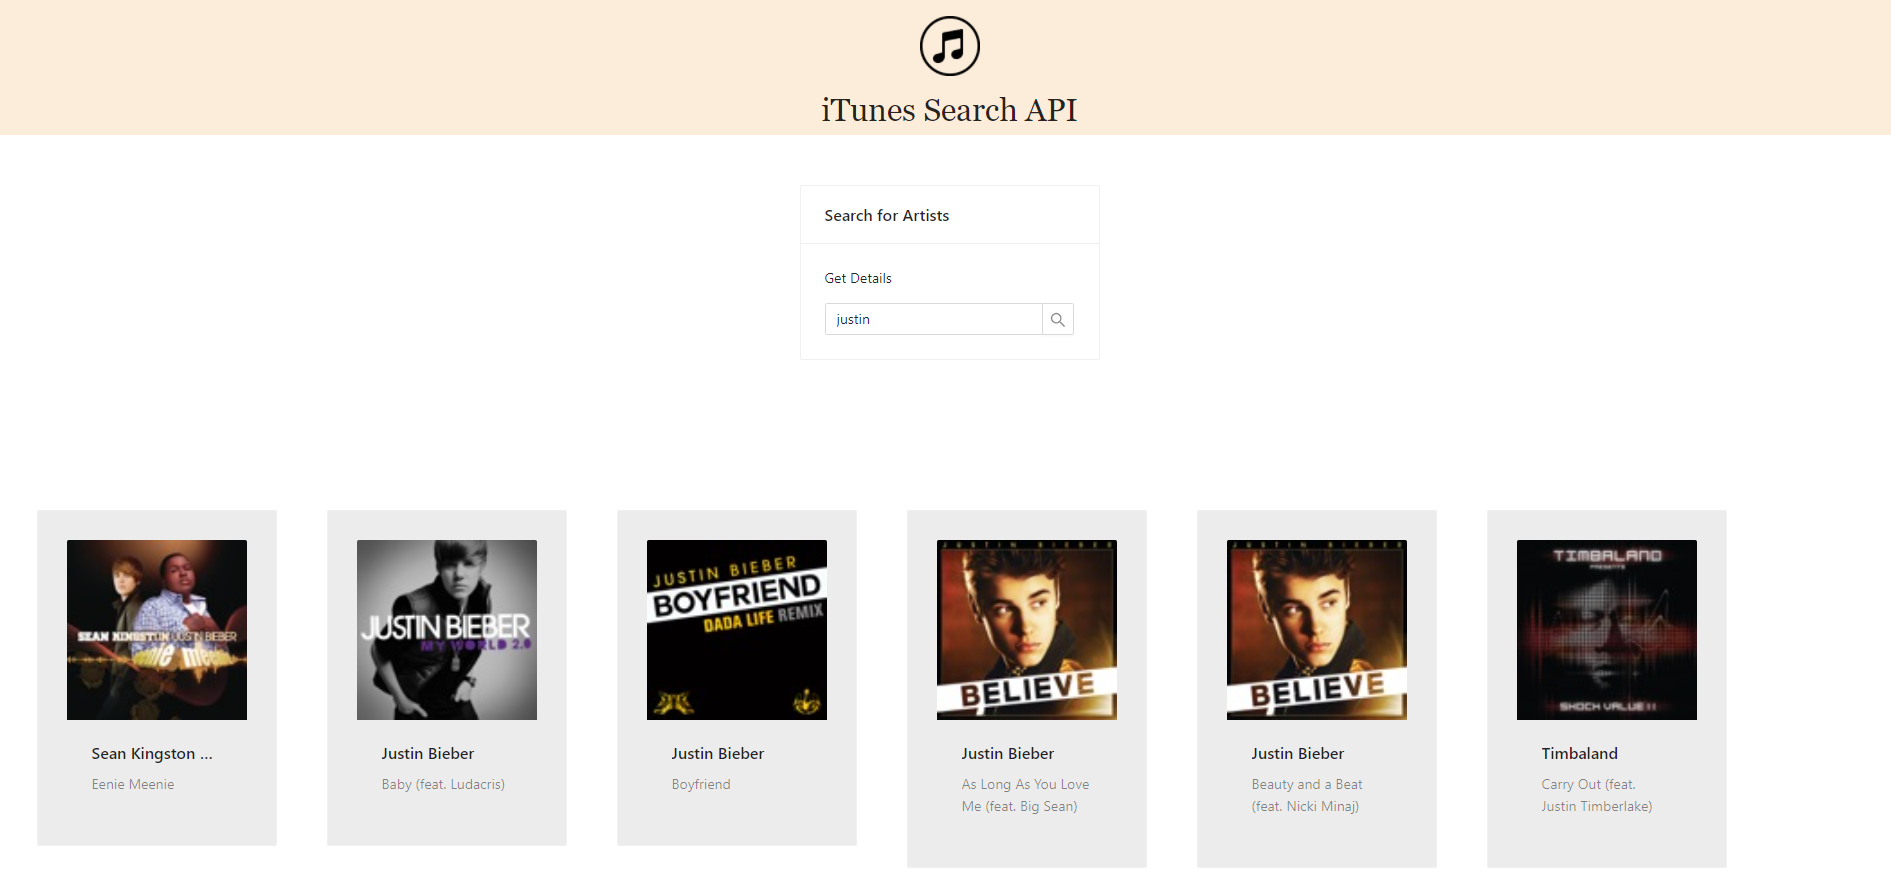 iTunes Search API
Search for Artists
Get Details
justin
SEAN KINGSTON JUSTIN BIEBER
eenie meenie
JUSTIN BIEBER
MY WORLD 2.0
JUSTIN BIEBER
BOYFRIEND
DADA LIFE REMIX
JUSTIN BIEBER
BELIEVE
JUSTIN BIEBER
BELIEVE
TIMBALAND
PRESENTS
SHOCK VALUE II
Sean Kingston ...
Eenie Meenie
Justin Bieber
Baby (feat. Ludacris)
Justin Bieber
Boyfriend
Justin Bieber
As Long As You Love
Me (feat. Big Sean)
Justin Bieber
Beauty and a Beat
(feat. Nicki Minaj)
Timbaland
Carry Out (feat.
Justin Timberlake)